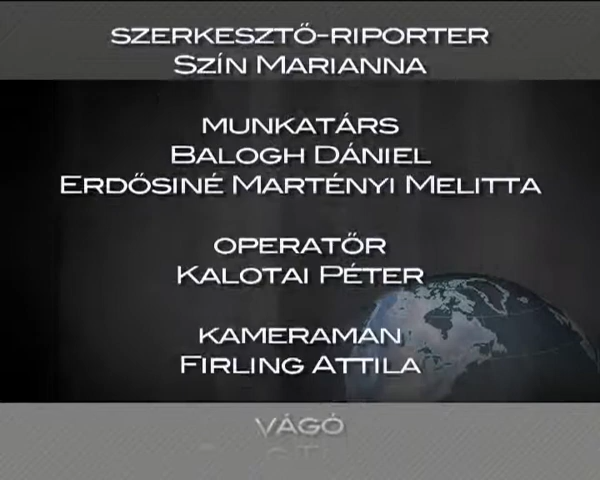 SZERKESZTŐ-RIPORTER
SZÍN MARIANNA
MUNKATÁRS
BALOGH DÁNIEL
ERDŐSINÉ MARTÉNYI MELITTA
OPERATŐR
KALOTAI PÉTER
KAMERAMAN
FIRLING ATTILA
VÁGÓ